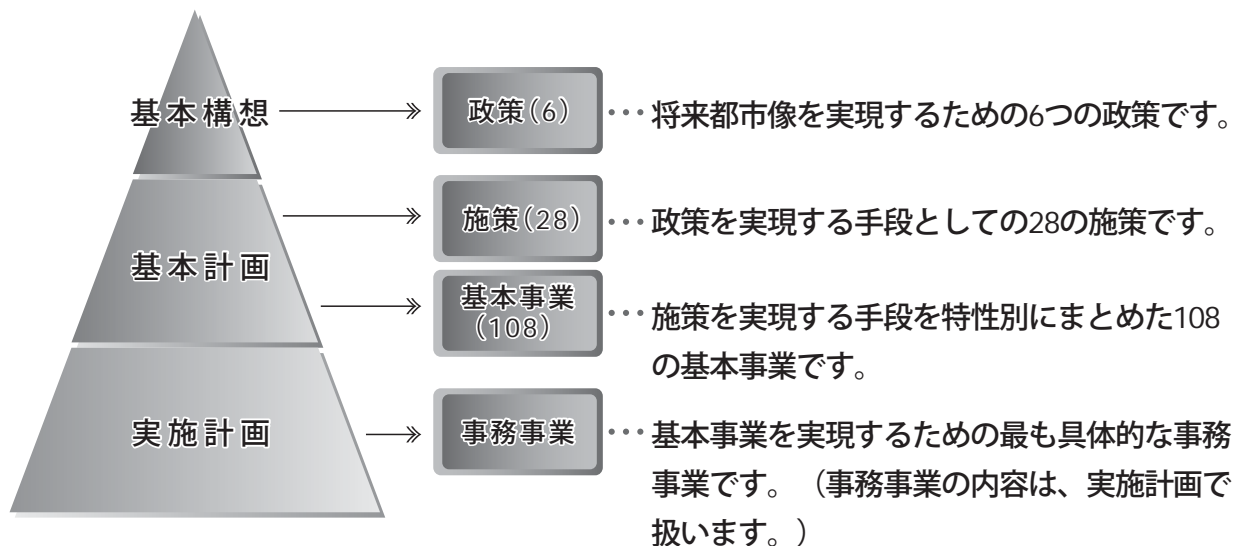 基本構想
政策(6)
･･･将来都市像を実現するための6つの政策です。
基本計画
施策(28)
･･･政策を実現する手段としての28の施策です。
基本事業
(108)
･･･施策を実現する手段を特性別にまとめた108
の基本事業です。
実施計画
事務事業
･･･基本事業を実現するための最も具体的な事務
事業です。（事務事業の内容は、実施計画で
扱います。）